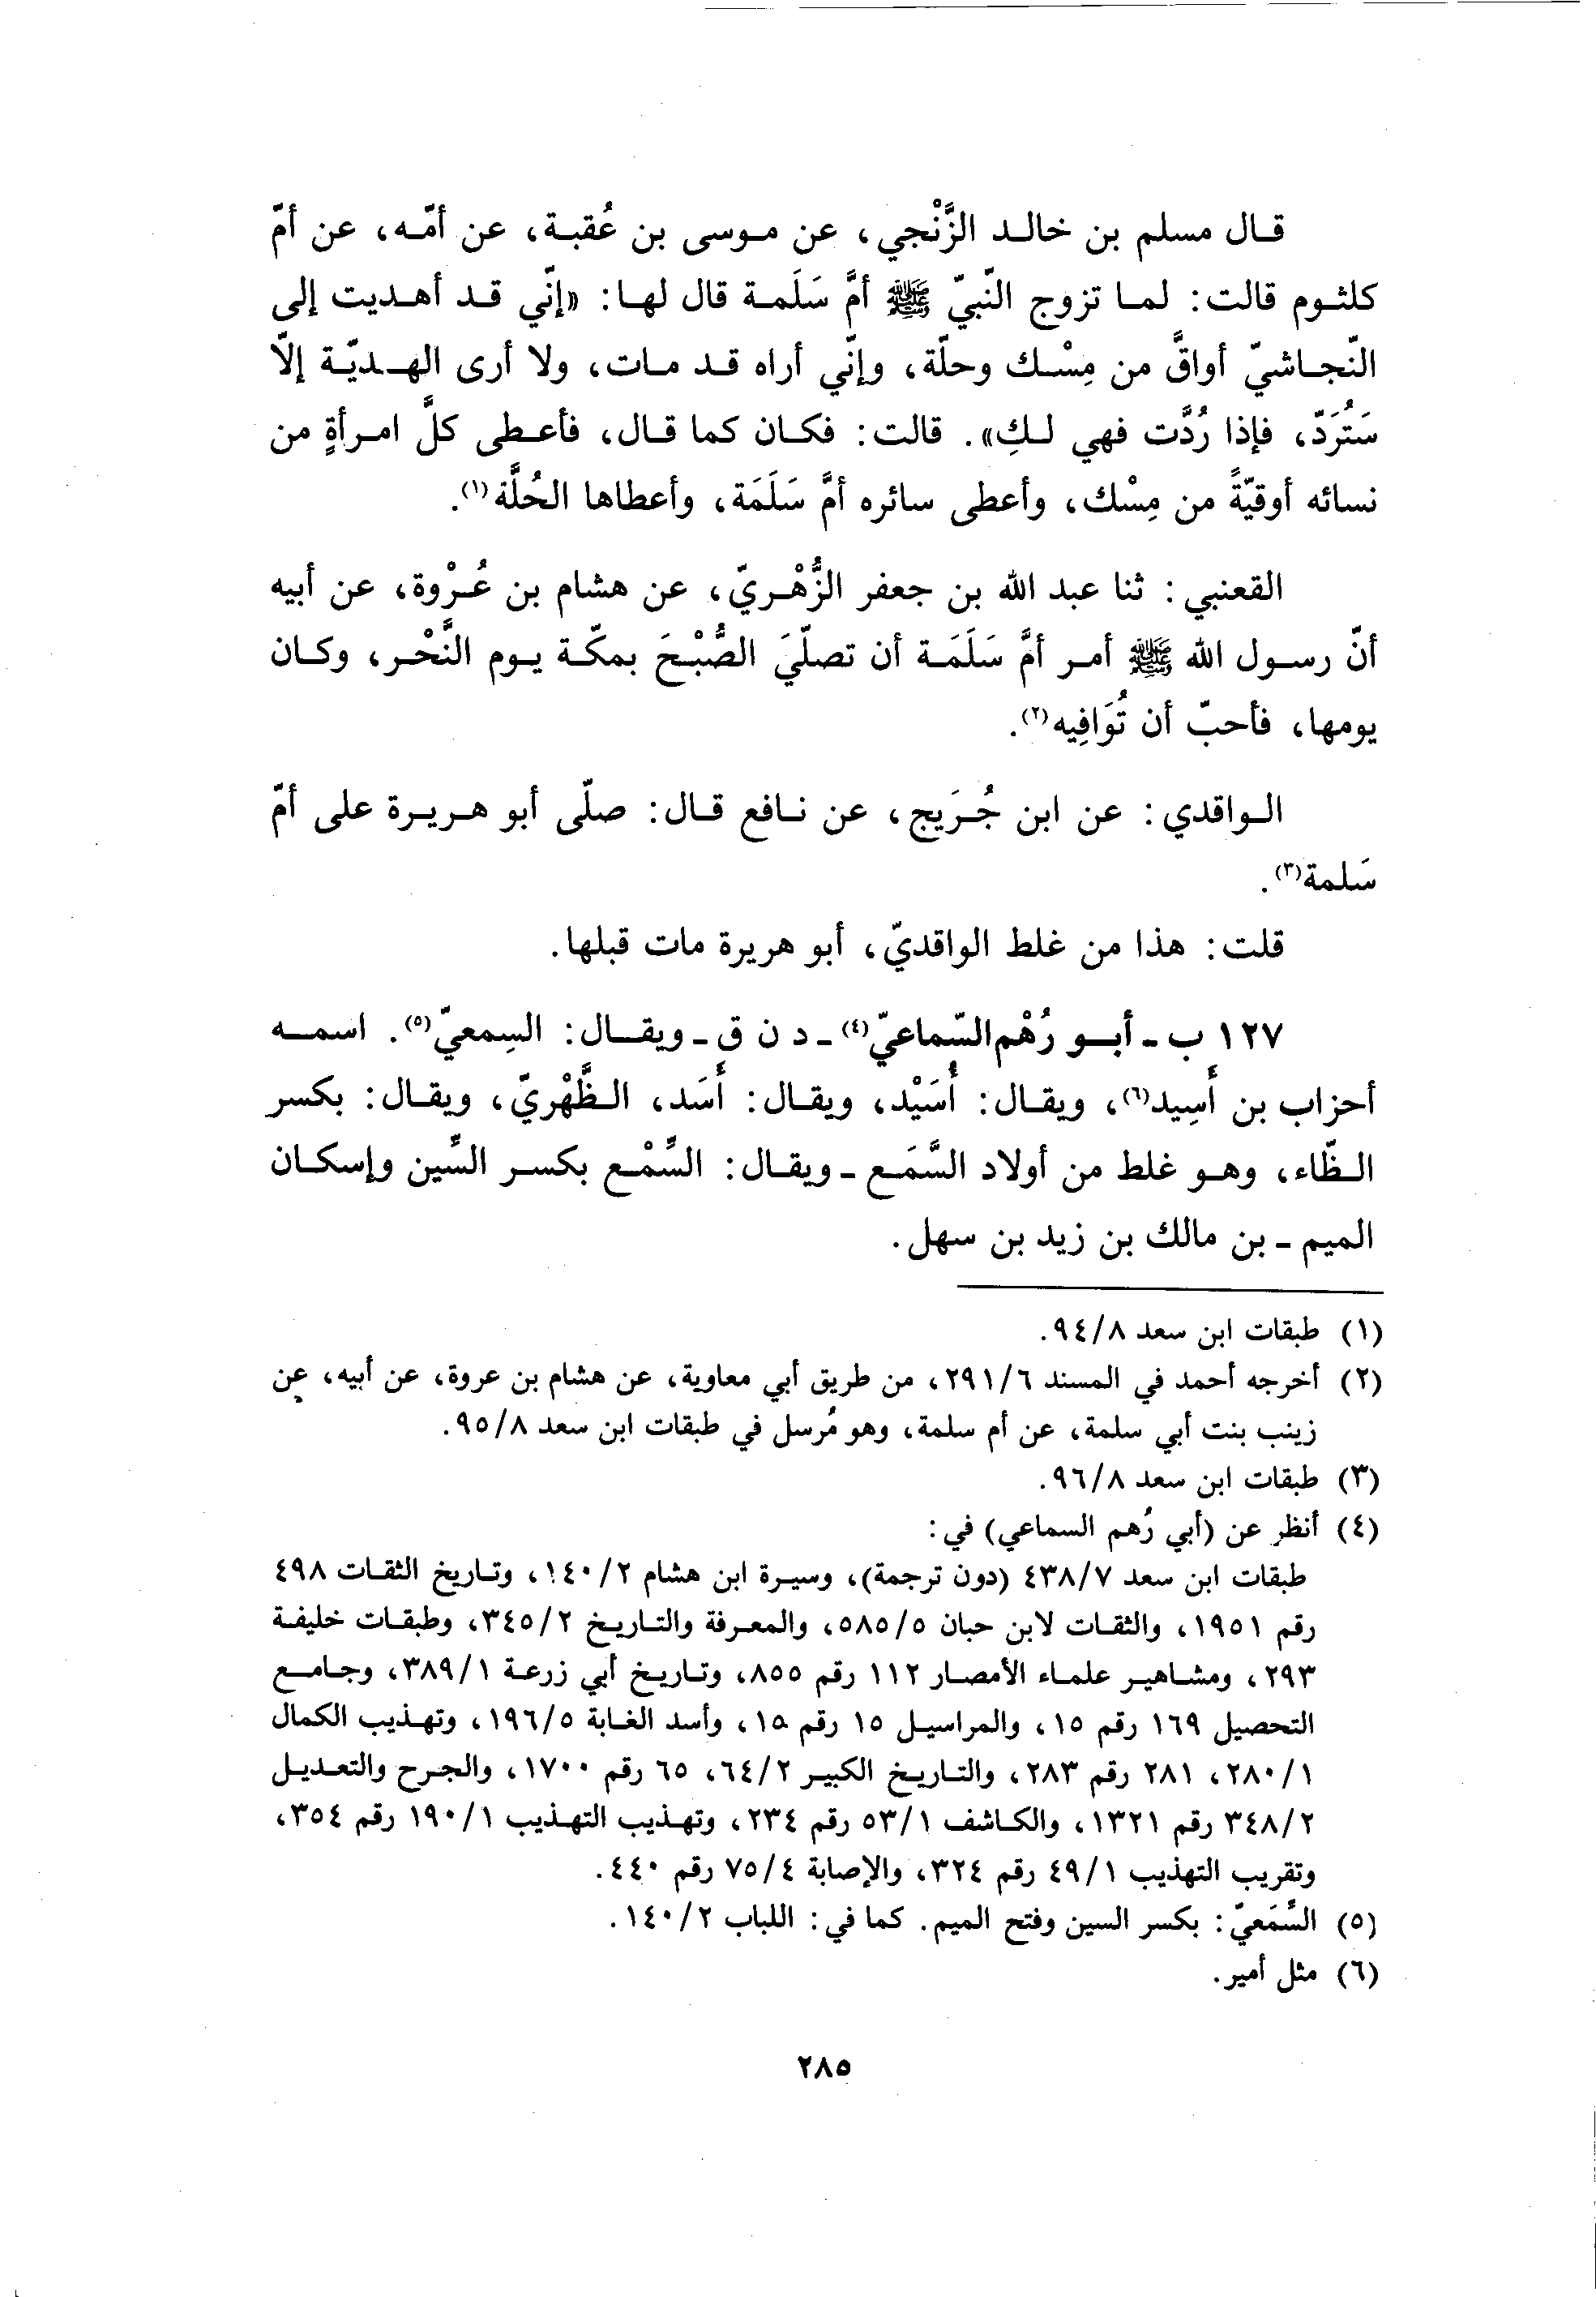 قال مسلم بن خالد الزَّنْجي، عن موسى بن عُقبة، عن أمّه، عن أمّ
كلثوم قالت: لما تزوج النّبيّ ﷺ أمَّ سَلَمة قال لها: «إنّي قد أهديت إلى
النّجاشيّ أواقَّ من مِسْك وحلّة، وإنّي أراه قد مات، ولا أرى الهديّة إلاّ
سَتُرَدّ، فإذا رُدَّت فهي لكِ». قالت: فكان كما قال، فأعطى كلَّ امرأةٍ من
نسائه أوقيّةً من مِسْك، وأعطى سائره أمَّ سَلَمَة، وأعطاها الحُلَّة(١).
القعنبي: ثنا عبد الله بن جعفر الزُّهْريّ، عن هشام بن عُرْوة، عن أبيه
أنّ رسول الله ﷺ أمر أمَّ سَلَمَة أن تصلّيَ الصُّبْحَ بمكّة يوم النَّحْر، وكان
يومها، فأحبّ أن تُوَافِيه(٢).
الواقدي: عن ابن جُرَيج، عن نافع قال: صلّى أبو هريرة على أمّ
سَلمة(٣).
قلت: هذا من غلط الواقديّ، أبو هريرة مات قبلها.
١٢٧ ب - أبو رُهْم السّماعيّ(٤) - د ن ق - ويقال: السِمعيّ(٥). اسمه
أحزاب بن أَسِيد(٦)، ويقال: أُسَيْد، ويقال: أَسَد، الظَّهْريّ، ويقال: بكسر
الظّاء، وهو غلط من أولاد السَّمَع - ويقال: السِّمْع بكسر السِّين وإسكان
الميم - بن مالك بن زيد بن سهل.
(١) طبقات ابن سعد ٩٤/٨.
(٢) أخرجه أحمد في المسند ٢٩١/٦، من طريق أبي معاوية، عن هشام بن عروة، عن أبيه، عن
زينب بنت أبي سلمة، عن أم سلمة، وهو مُرسل في طبقات ابن سعد ٩٥/٨.
(٣) طبقات ابن سعد ٩٦/٨.
(٤) أنظر عن (أبي رُهم السماعي) في:
طبقات ابن سعد ٤٣٨/٧ (دون ترجمة)، وسيرة ابن هشام ١٤٠/٢، وتاريخ الثقات ٤٩٨
رقم ١٩٥١، والثقات لابن حبان ٥٨٥/٥، والمعرفة والتاريخ ٣٤٥/٢، وطبقات خليفة
٢٩٣، ومشاهير علماء الأمصار ١١٢ رقم ٨٥٥، وتاريخ أبي زرعة ٣٨٩/١، وجامع
التحصيل ١٦٩ رقم ١٥، والمراسيل ١٥ رقم ١٥، وأسد الغابة ١٩٦/٥، وتهذيب الكمال
٢٨٠/١، ٢٨١ رقم ٢٨٣، والتاريخ الكبير ٦٤/٢، ٦٥ رقم ١٧٠٠، والجرح والتعديل
٣٤٨/٢ رقم ١٣٢١، والكاشف ٥٣/١ رقم ٢٣٤، وتهذيب التهذيب ١٩٠/١ رقم ٣٥٤،
وتقريب التهذيب ٤٩/١ رقم ٣٢٤، والإصابة ٧٥/٤ رقم ٤٤٠.
(٥) السِّمَعيّ: بكسر السين وفتح الميم. كما في: اللباب ١٤٠/٢.
(٦) مثل أمير.
٢٨٥